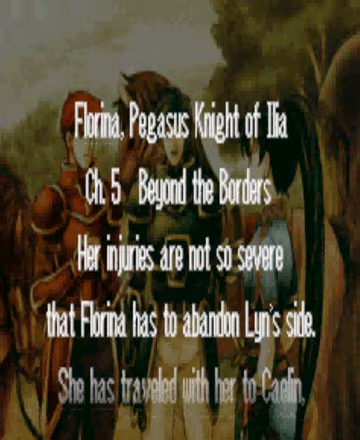 Florina, Pegasus Knight of Ilia
Ch. 5 Beyond the Borders
Her injuries are not so severe
that Florina has to abandon Lyn's side.
She has traveled with her to Caelin,